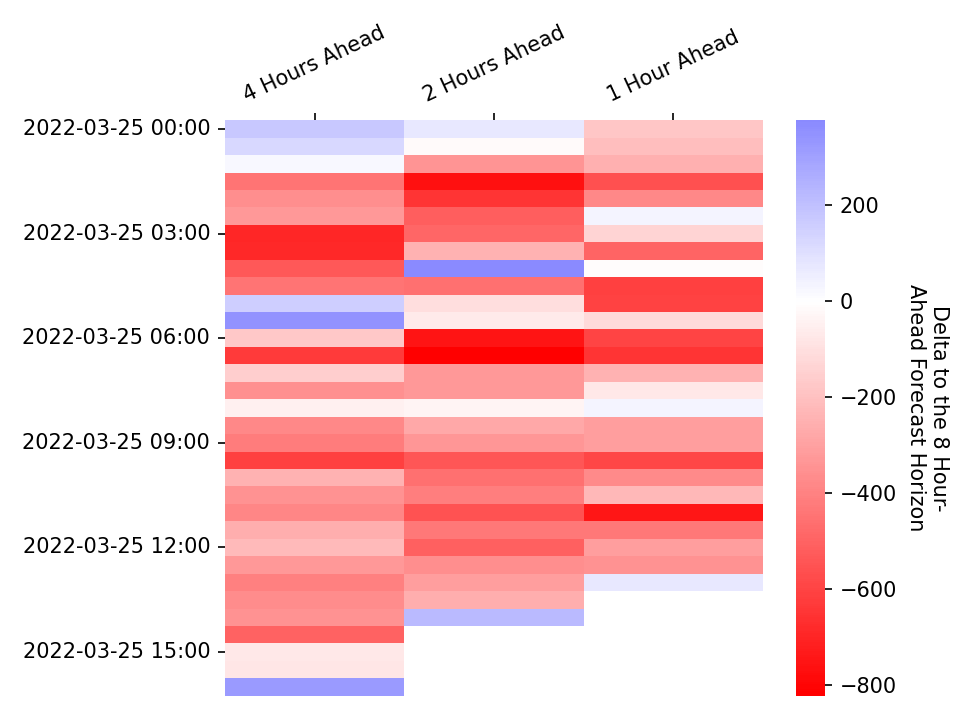 4 Hours Ahead
2 Hours Ahead
1 Hour Ahead
2022-03-25 00:00
2022-03-25 03:00
2022-03-25 06:00
2022-03-25 09:00
2022-03-25 12:00
2022-03-25 15:00
200
0
−200
−400
−600
−800
Delta to the 8 Hour-
Ahead Forecast Horizon